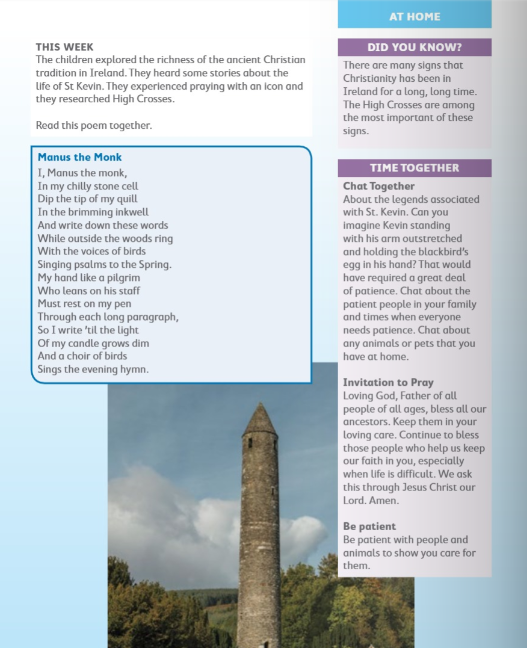 THIS WEEK
The children explored the richness of the ancient Christian
tradition in Ireland. They heard some stories about the
life of St Kevin. They experienced praying with an icon and
they researched High Crosses.
Read this poem together.
Manus the Monk
I, Manus the monk,
In my chilly stone cell
Dip the tip of my quill
In the brimming inkwell
And write down these words
While outside the woods ring
With the voices of birds
Singing psalms to the Spring.
My hand like a pilgrim
Who leans on his staff
Must rest on my pen
Through each long paragraph,
So I write ’til the light
Of my candle grows dim
And a choir of birds
Sings the evening hymn.
AT HOME
DID YOU KNOW?
There are many signs that
Christianity has been in
Ireland for a long, long time.
The High Crosses are among
the most important of these
signs.
TIME TOGETHER
Chat Together
About the legends associated
with St. Kevin. Can you
imagine Kevin standing
with his arm outstretched
and holding the blackbird’s
egg in his hand? That would
have required a great deal
of patience. Chat about the
patient people in your family
and times when everyone
needs patience. Chat about
any animals or pets that you
have at home.
Invitation to Pray
Loving God, Father of all
people of all ages, bless all our
ancestors. Keep them in your
loving care. Continue to bless
those people who help us keep
our faith in you, especially
when life is difficult. We ask
this through Jesus Christ our
Lord. Amen.
Be patient
Be patient with people and
animals to show you care for
them.